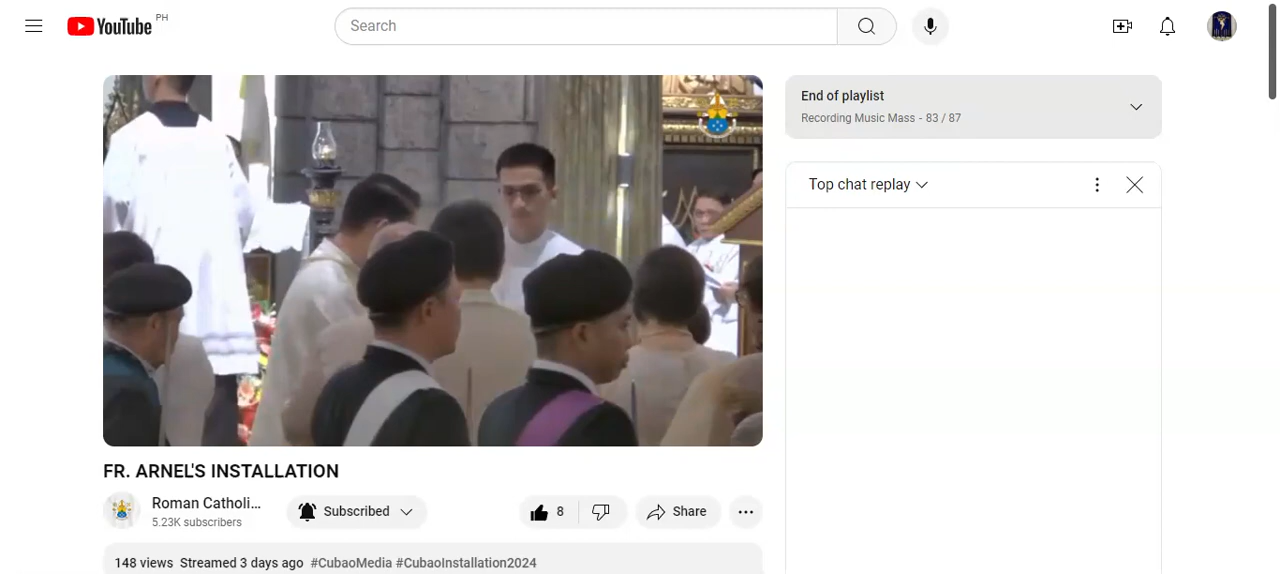 YouTube PH
Search
End of playlist
Recording Music Mass - 83 / 87
Top chat replay
FR. ARNEL'S INSTALLATION
Roman Catholi...
5.23K subscribers
Subscribed
8
Share
148 views Streamed 3 days ago #CubaoMedia #CubaoInstallation2024